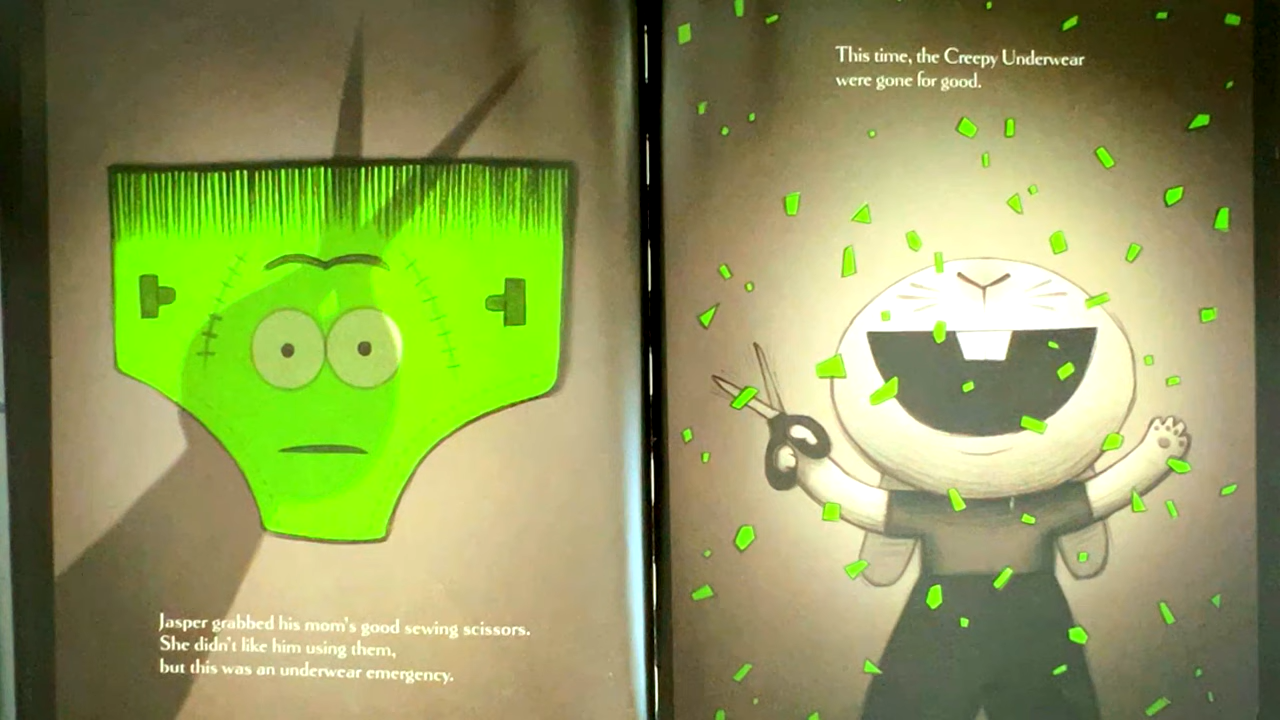 Jasper grabbed his mom's good sewing scissors.
She didn't like him using them,
but this was an underwear emergency.
This time, the Creepy Underwear
were gone for good.